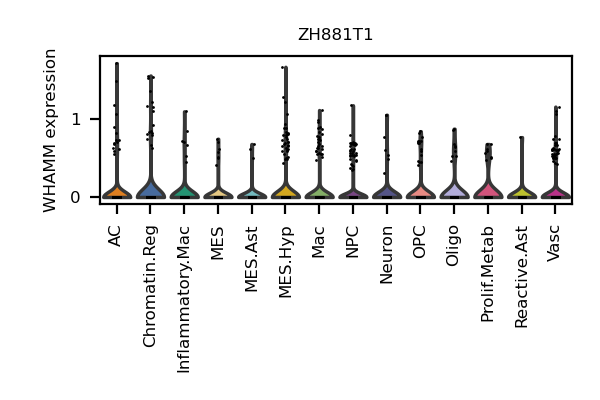 ZH881T1
WHAMM expression
1
0
AC
Chromatin.Reg
Inflammatory.Mac
MES
MES.Ast
MES.Hyp
Mac
NPC
Neuron
OPC
Oligo
Prolif.Metab
Reactive.Ast
Vasc